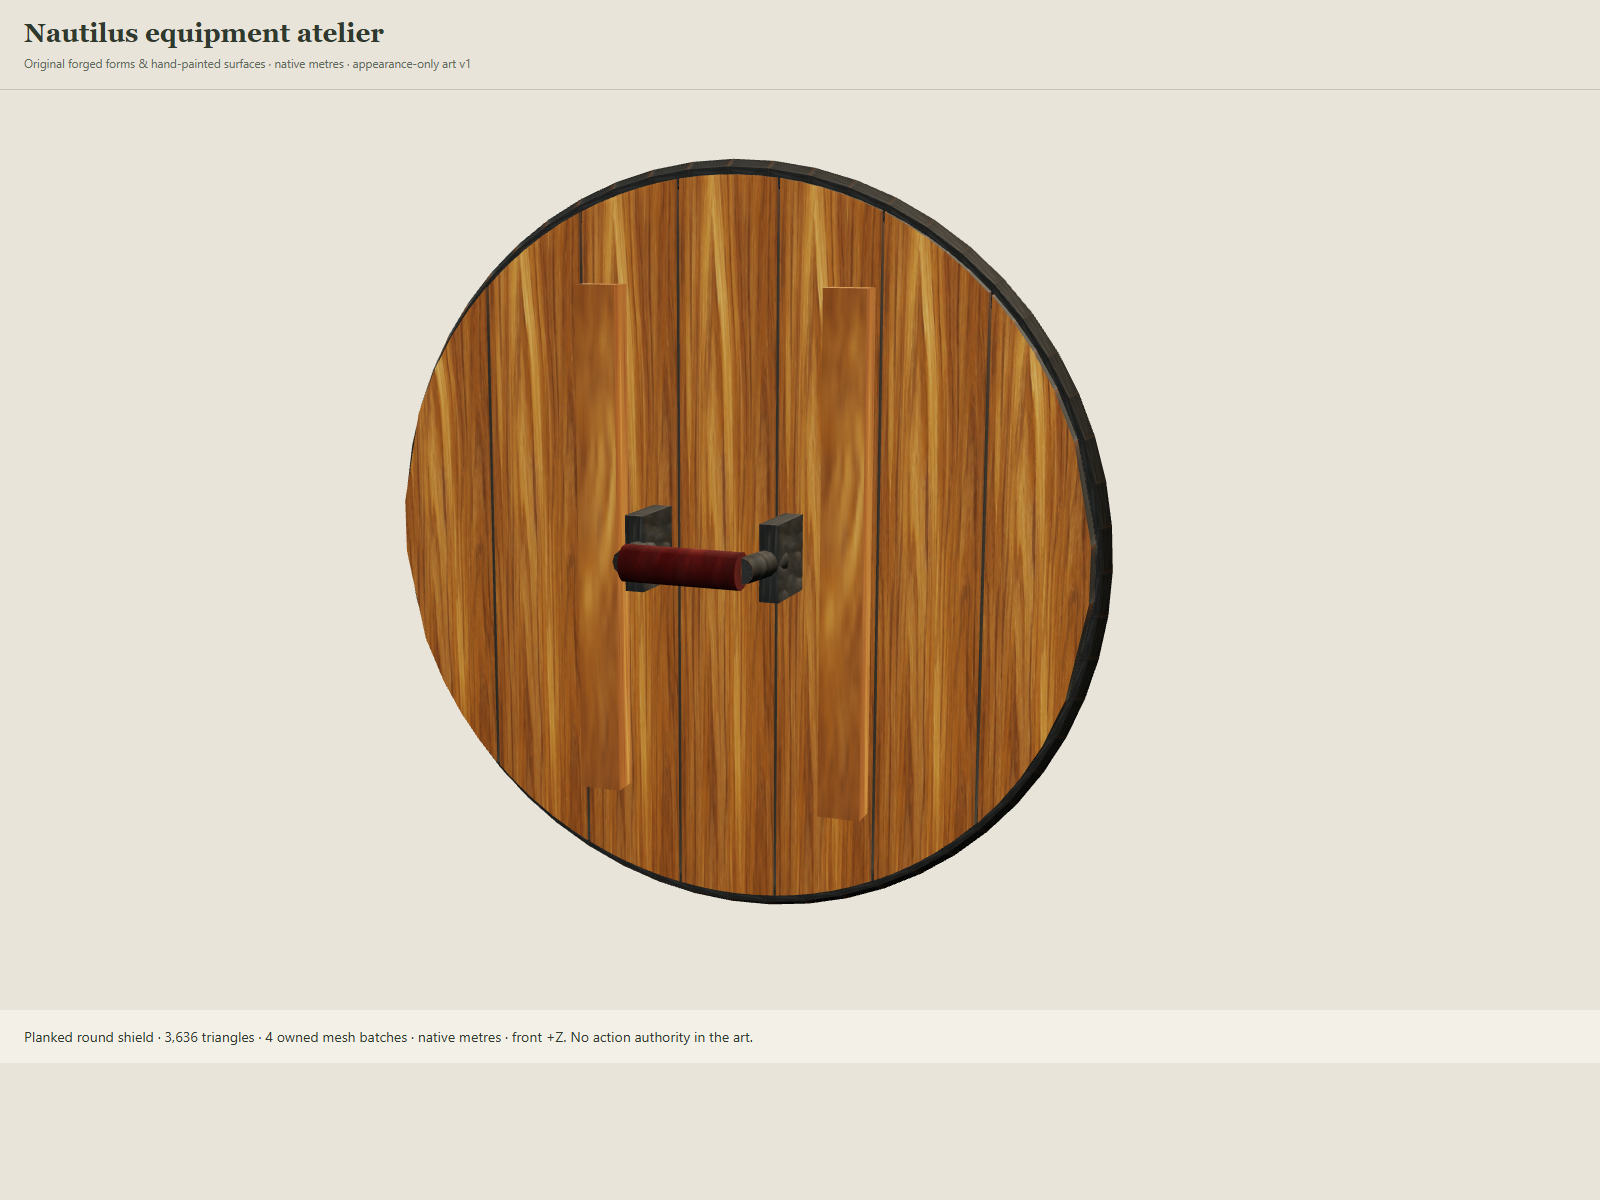 Nautilus equipment atelier
Original forged forms & hand-painted surfaces · native metres · appearance-only art v1
Planked round shield · 3,636 triangles · 4 owned mesh batches · native metres · front +Z. No action authority in the art.